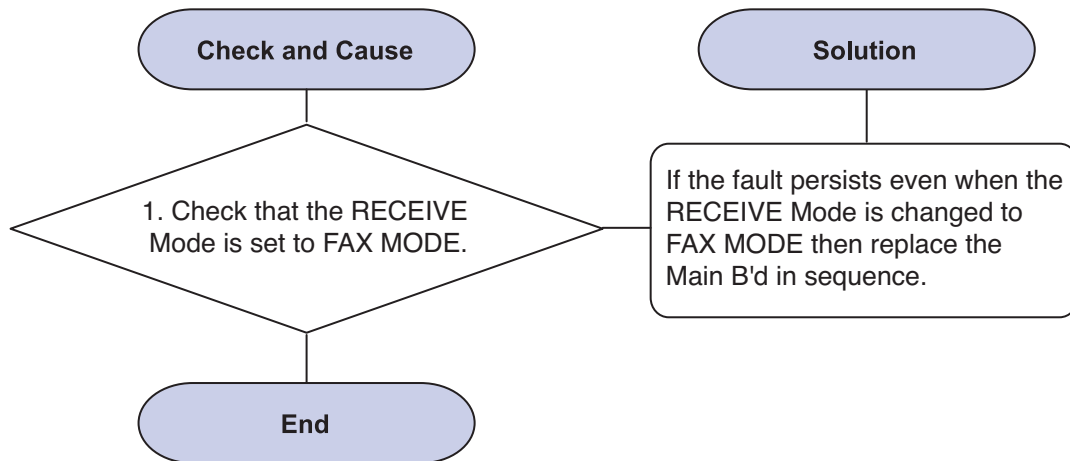 Check and Cause
Solution
1. Check that the RECEIVE
Mode is set to FAX MODE.
If the fault persists even when the
RECEIVE Mode is changed to
FAX MODE then replace the
Main B'd in sequence.
End